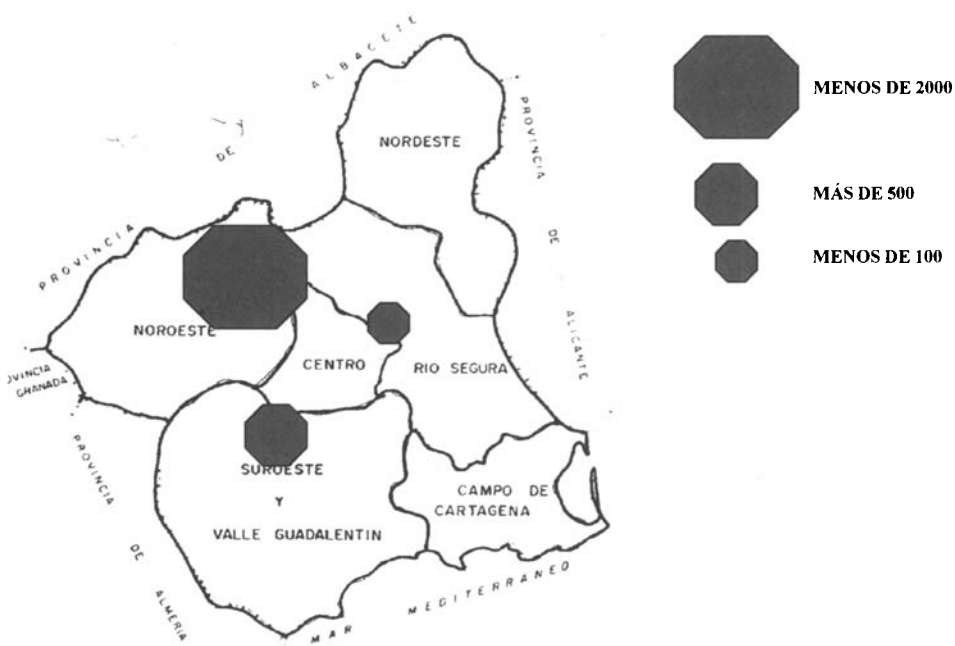 ALBACETE
DE
PROVINCIA
NORDESTE
PROVINCIA
DE
ALICANTE
NOROESTE
CENTRO
RIO SEGURA
OVINCIA
GRANADA
PROVINCIA
DE
ALMERIA
SUROESTE
Y
VALLE GUADALENTIN
CAMPO DE
CARTAGENA
MAR MEDITERRANEO
MENOS DE 2000
MÁS DE 500
MENOS DE 100